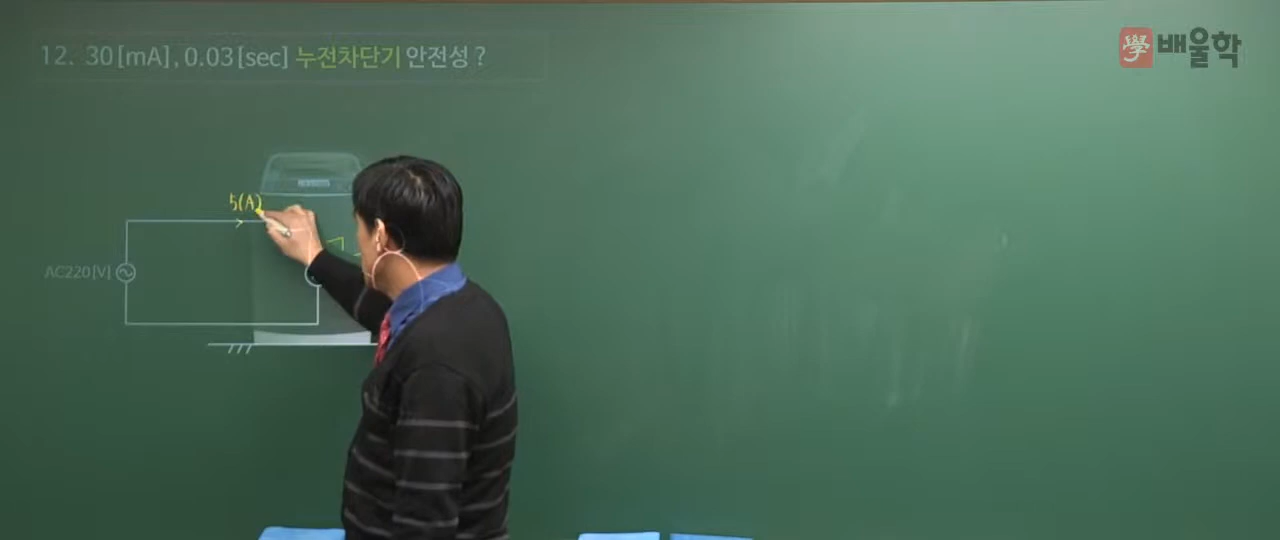 12. 30[mA], 0.03[sec] 누전차단기 안전성 ?
學 배울학
5(A)
AC220[V]